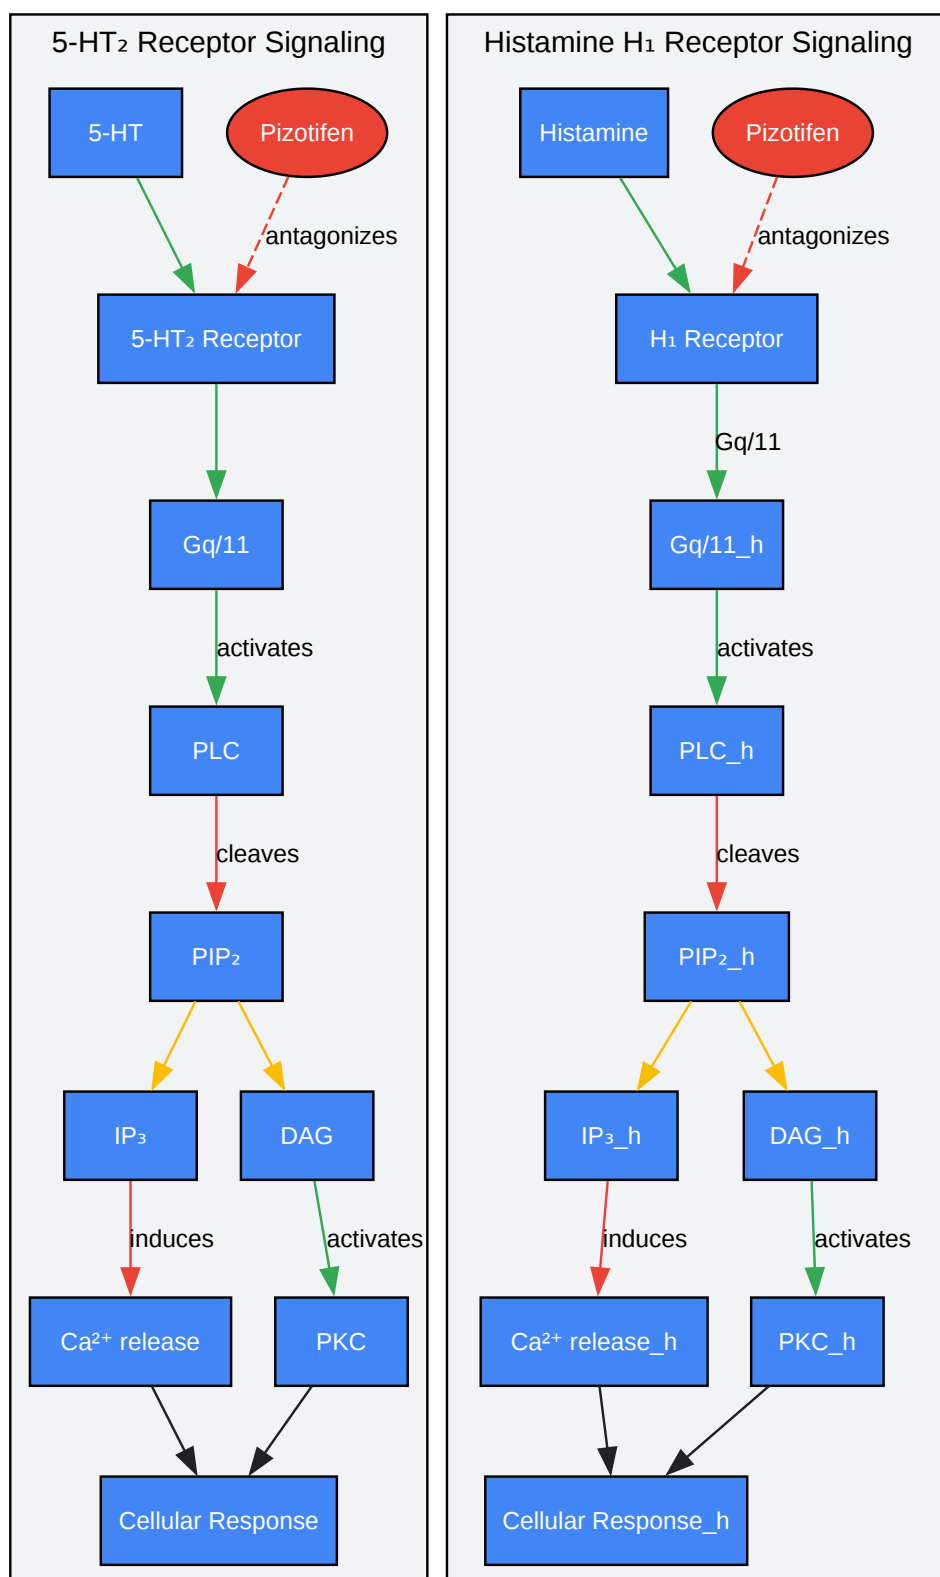 5-HT₂ Receptor Signaling
5-HT
Pizotifen
antagonizes
5-HT₂ Receptor
Gq/11
activates
PLC
cleaves
PIP₂
IP₃
DAG
induces
activates
Ca²⁺ release
PKC
Cellular Response
Histamine H₁ Receptor Signaling
Histamine
Pizotifen
antagonizes
H₁ Receptor
Gq/11
Gq/11_h
activates
PLC_h
cleaves
PIP₂_h
IP₃_h
DAG_h
induces
activates
Ca²⁺ release_h
PKC_h
Cellular Response_h